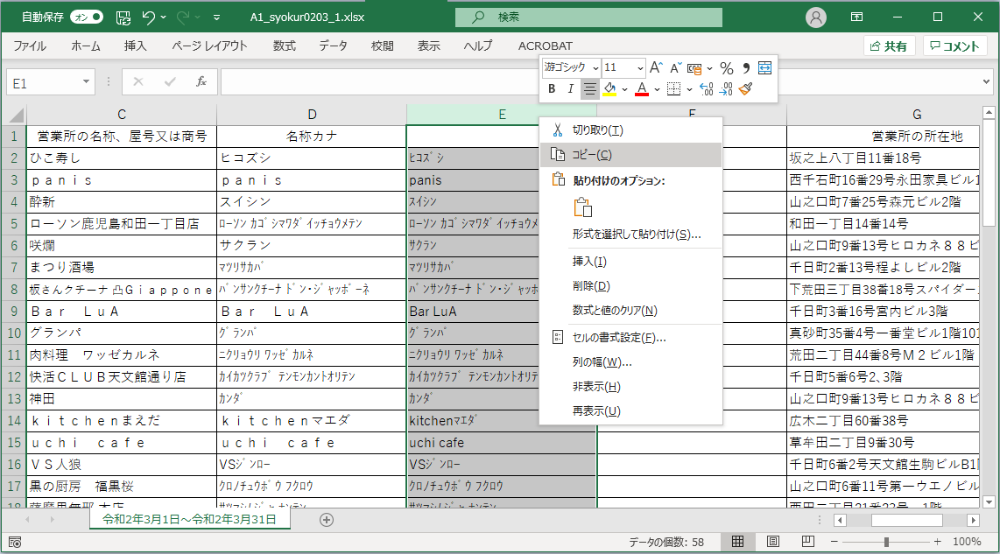 自動保存 オン A1_syokur0203_1.xlsx 検索
ファイル ホーム 挿入 ページ レイアウト 数式 データ 校閲 表示 ヘルプ ACROBAT 共有 コメント
游ゴシック 11 A A % ,
B I A .00 .00
E1 fx
C D E F G
1 営業所の名称、屋号又は商号 名称カナ 営業所の所在地
2 ひこ寿し ヒコズシ ﾋｺｽﾞｼ 坂之上八丁目11番18号
3 ｐａｎｉｓ ｐａｎｉｓ panis 西千石町16番29号永田家具ビル1
4 酔新 スイシン ｽｲｼﾝ 山之口町7番25号森元ビル2階
5 ローソン鹿児島和田一丁目店 ﾛｰｿﾝ ｶｺﾞｼﾏﾜﾀﾞｲｯﾁｮｳﾒﾃﾝ ﾛｰｿﾝ ｶｺﾞｼﾏﾜﾀﾞｲｯﾁｮｳﾒ 和田一丁目14番14号
6 咲爛 サクラン ｻｸﾗﾝ 山之口町9番13号ヒロカネ８８ビ
7 まつり酒場 ﾏﾂﾘｻｶﾊﾞ ﾏﾂﾘｻｶﾊﾞ 千日町2番13号程よしビル2階
8 板さんクチーナ 凸Ｇｉａｐｐｏｎｅ ﾊﾞﾝｻﾝｸﾁｰﾅ ﾄﾞﾝ･ｼﾞｬｯﾎﾟｰﾈ ﾊﾞﾝｻﾝｸﾁｰﾅ ﾄﾞﾝ･ｼﾞｬｯﾎ 下荒田三丁目38番18号スパイダー
9 Ｂａｒ　ＬｕＡ Ｂａｒ　ＬｕＡ Bar LuA 千日町3番16号宮内ビル3階
10 グランパ ｸﾞﾗﾝﾊﾟ ｸﾞﾗﾝﾊﾟ 真砂町35番4号一番堂ビル1階101
11 肉料理　ワッゼカルネ ﾆｸﾘｮｳﾘ ﾜｯｾﾞｶﾙﾈ ﾆｸﾘｮｳﾘ ﾜｯｾﾞｶﾙﾈ 荒田二丁目44番8号Ｍ２ビル1階
12 快活ＣＬＵＢ天文館通り店 ｶｲｶﾂｸﾗﾌﾞ ﾃﾝﾓﾝｶﾝﾄｵﾘﾃﾝ ｶｲｶﾂｸﾗﾌﾞ ﾃﾝﾓﾝｶﾝﾄｵﾘﾃ 千日町5番6号2､3階
13 神田 ｶﾝﾀﾞ ｶﾝﾀﾞ 山之口町9番13号ヒロカネ８８ビ
14 ｋｉｔｃｈｅｎまえだ ｋｉｔｃｈｅｎマエダ kitchenﾏｴﾀﾞ 広木二丁目60番38号
15 ｕｃｈｉ　ｃａｆｅ ｕｃｈｉ　ｃａｆｅ uchi cafe 草牟田二丁目9番30号
16 ＶＳ人狼 VSｼﾞﾝﾛｰ VSｼﾞﾝﾛｰ 千日町6番2号天文館生駒ビルB1
17 黒の厨房　福黒桜 ｸﾛﾉﾁｭｳﾎﾞｳ ﾌｸﾛｳ ｸﾛﾉﾁｭｳﾎﾞｳ ﾌｸﾛｳ 山之口町6番11号第一ウエノビル
切り取り(T)
コピー(C)
貼り付けのオプション:
形式を選択して貼り付け(S)...
挿入(I)
削除(D)
数式と値のクリア(N)
セルの書式設定(F)...
列の幅(W)...
非表示(H)
再表示(U)
令和2年3月1日～令和2年3月31日
データの個数: 58 100%